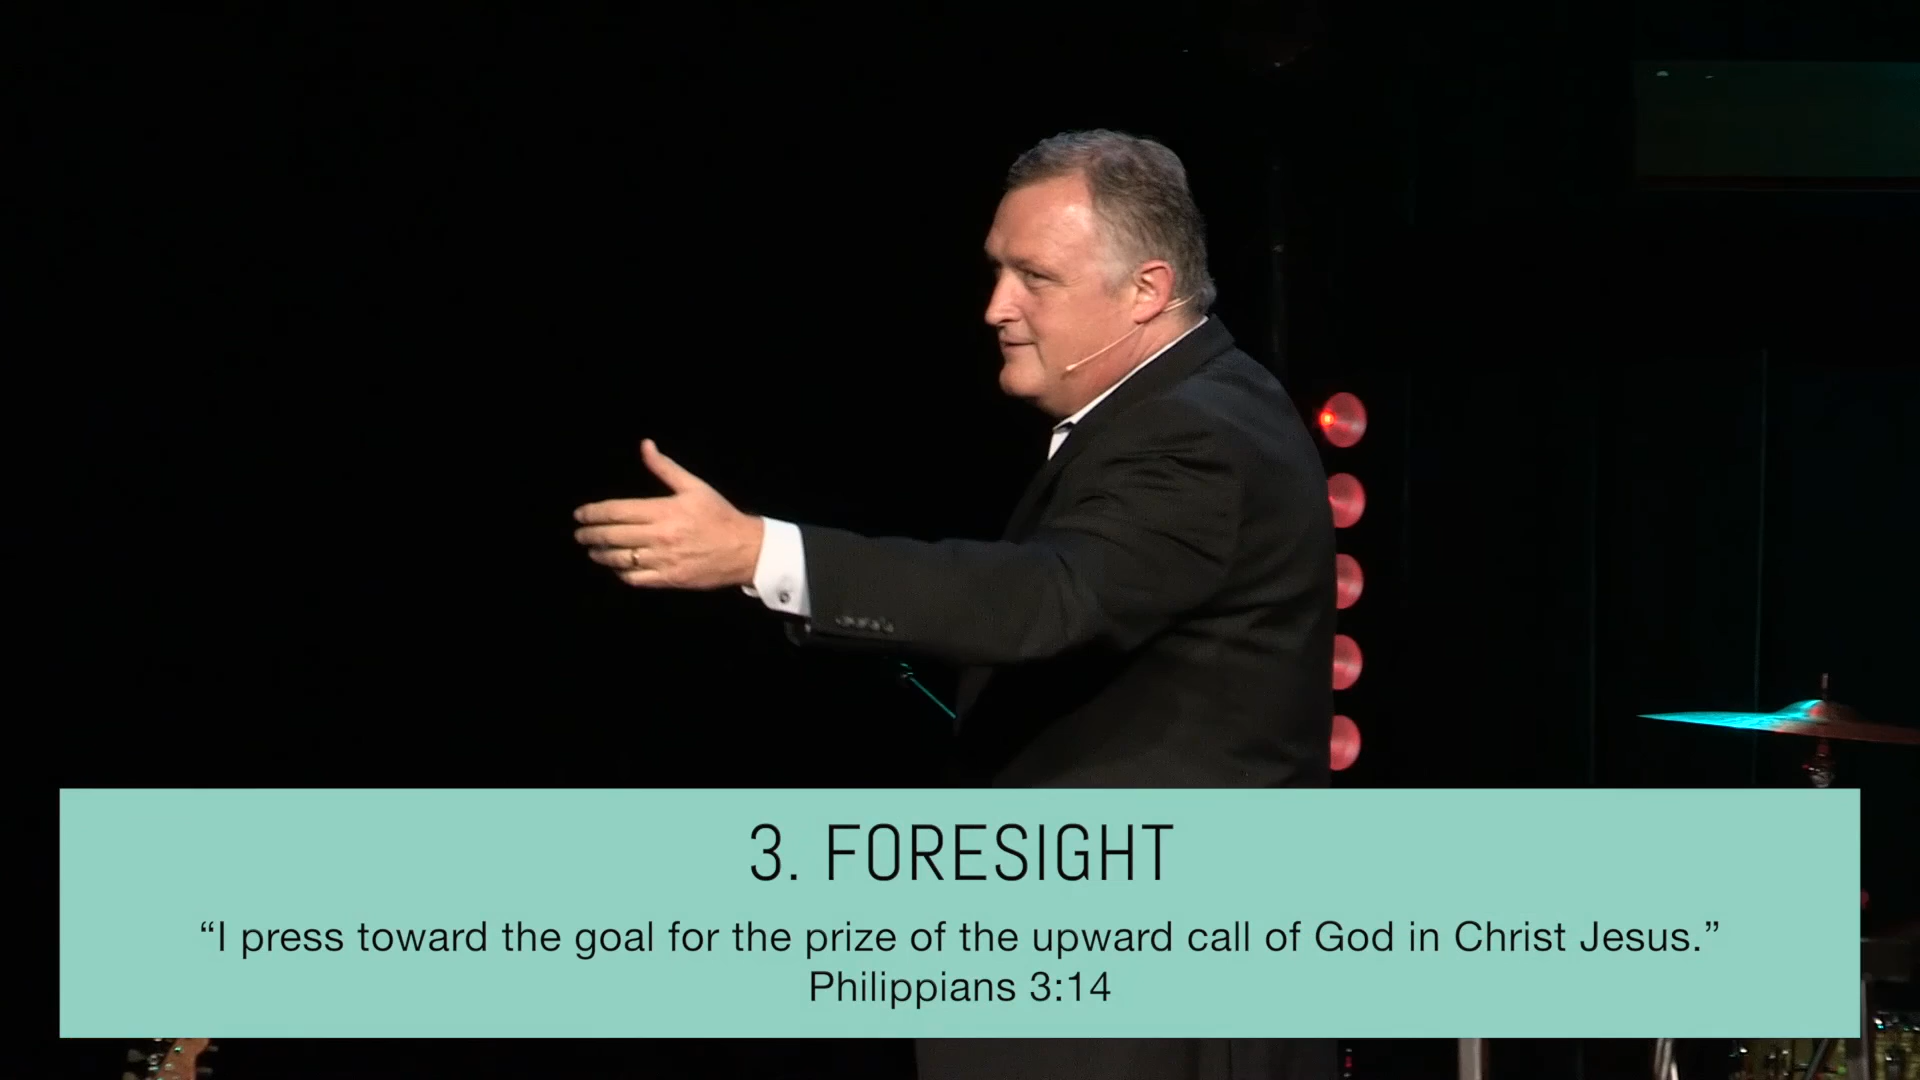 3. FORESIGHT
“I press toward the goal for the prize of the upward call of God in Christ Jesus.”
Philippians 3:14